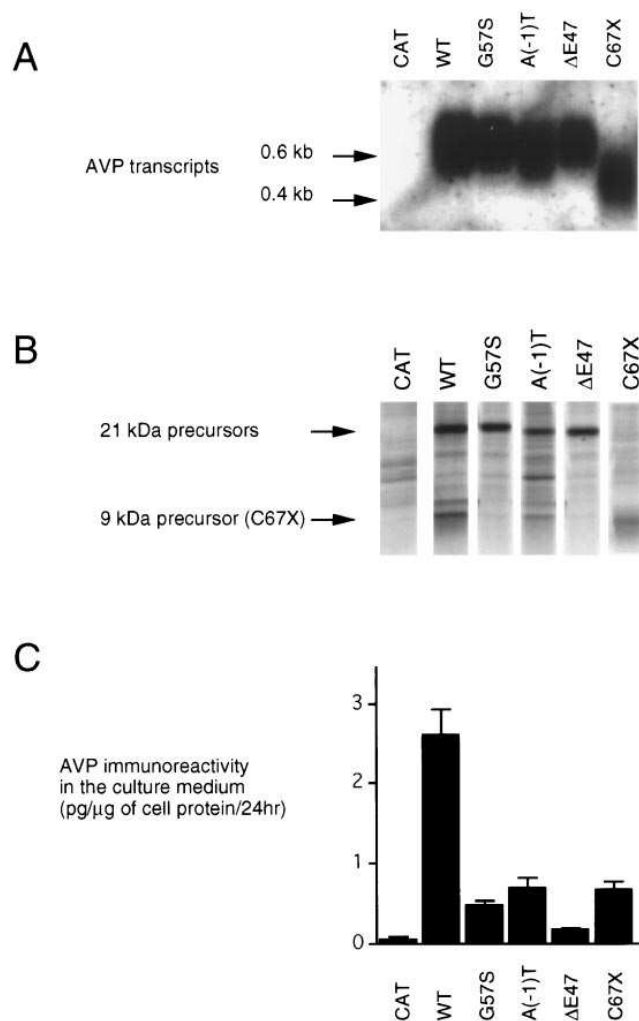 A
CAT WT G57S A(-1)T ΔE47 C67X
AVP transcripts
0.6 kb
0.4 kb
B
CAT WT G57S A(-1)T ΔE47 C67X
21 kDa precursors
9 kDa precursor (C67X)
C
AVP immunoreactivity
in the culture medium
(pg/μg of cell protein/24hr)
3
2
1
0
CAT WT G57S A(-1)T ΔE47 C67X